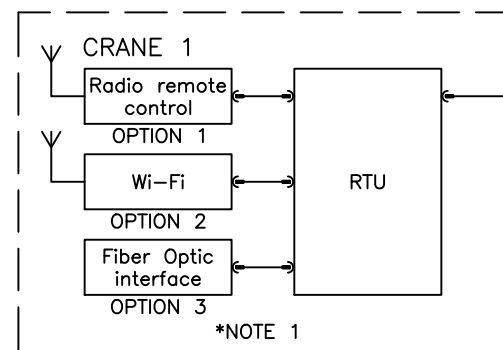 CRANE 1
Radio remote
control
OPTION 1
Wi-Fi
OPTION 2
RTU
Fiber Optic
interface
OPTION 3
*NOTE 1